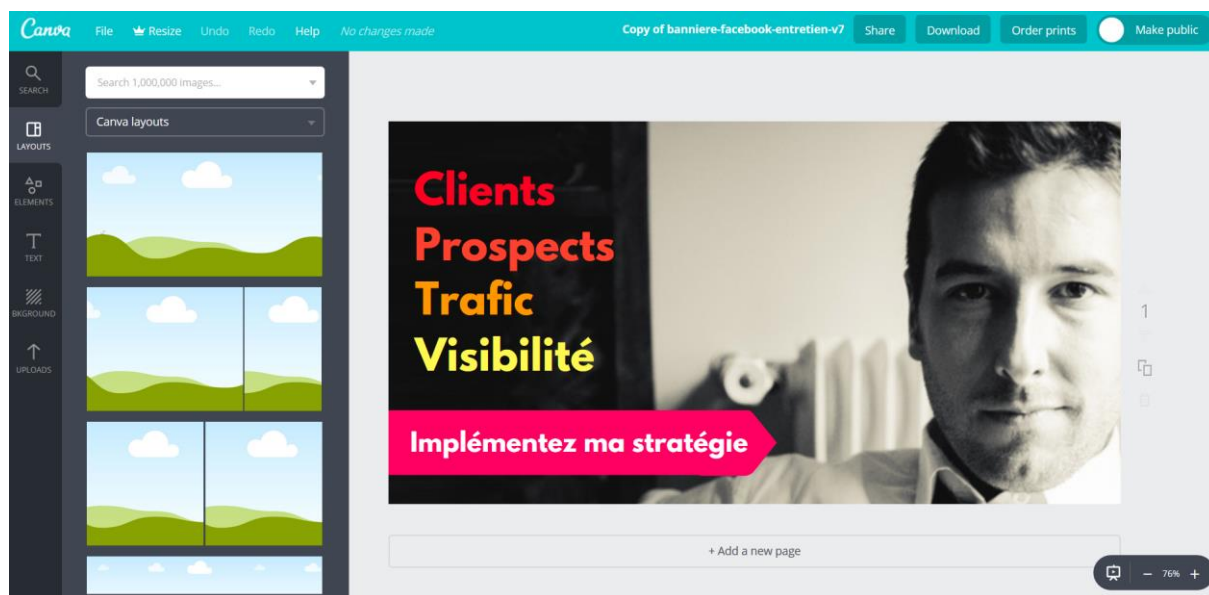 Canva File Resize Undo Redo Help No changes made Copy of banniere-facebook-entretien-v7 Share Download Order prints Make public
SEARCH
LAYOUTS
ELEMENTS
TEXT
BKGROUND
UPLOADS
Search 1,000,000 images...
Canva layouts
Clients
Prospects
Trafic
Visibilité
Implémentez ma stratégie
1
+ Add a new page
− 76% +